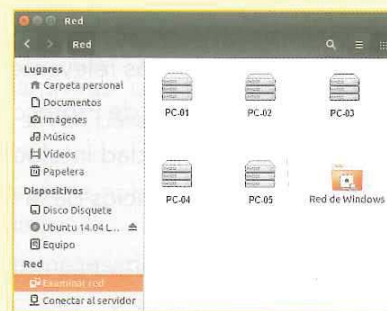 Red
Red
Lugares
Carpeta personal
Documentos
Imágenes
Música
Vídeos
Papelera
Dispositivos
Disco Disquete
Ubuntu 14.04 L...
Equipo
Red
Examinar red
Conectar al servidor
PC-01
PC-02
PC-03
PC-04
PC-05
Red de Windows